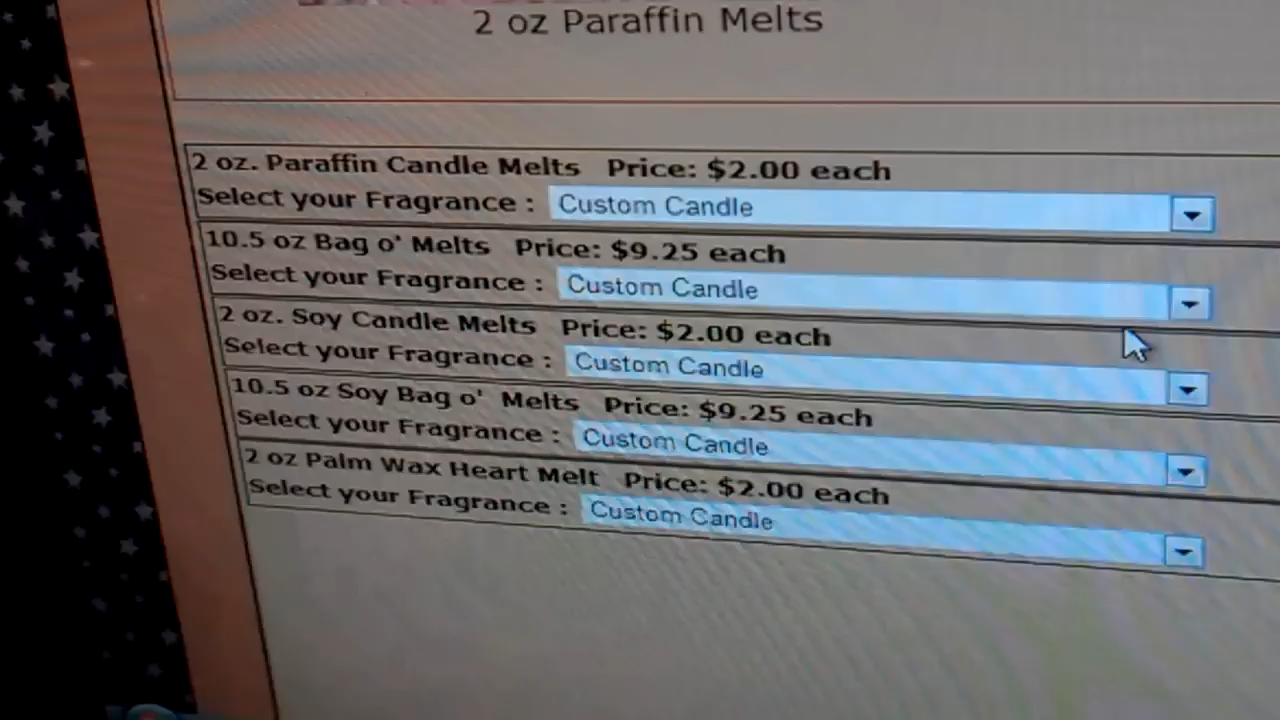 2 oz Paraffin Melts
2 oz. Paraffin Candle Melts Price: $2.00 each
Select your Fragrance : Custom Candle
10.5 oz Bag o' Melts Price: $9.25 each
Select your Fragrance : Custom Candle
2 oz. Soy Candle Melts Price: $2.00 each
Select your Fragrance : Custom Candle
10.5 oz Soy Bag o' Melts Price: $9.25 each
Select your Fragrance : Custom Candle
2 oz Palm Wax Heart Melt Price: $2.00 each
Select your Fragrance : Custom Candle